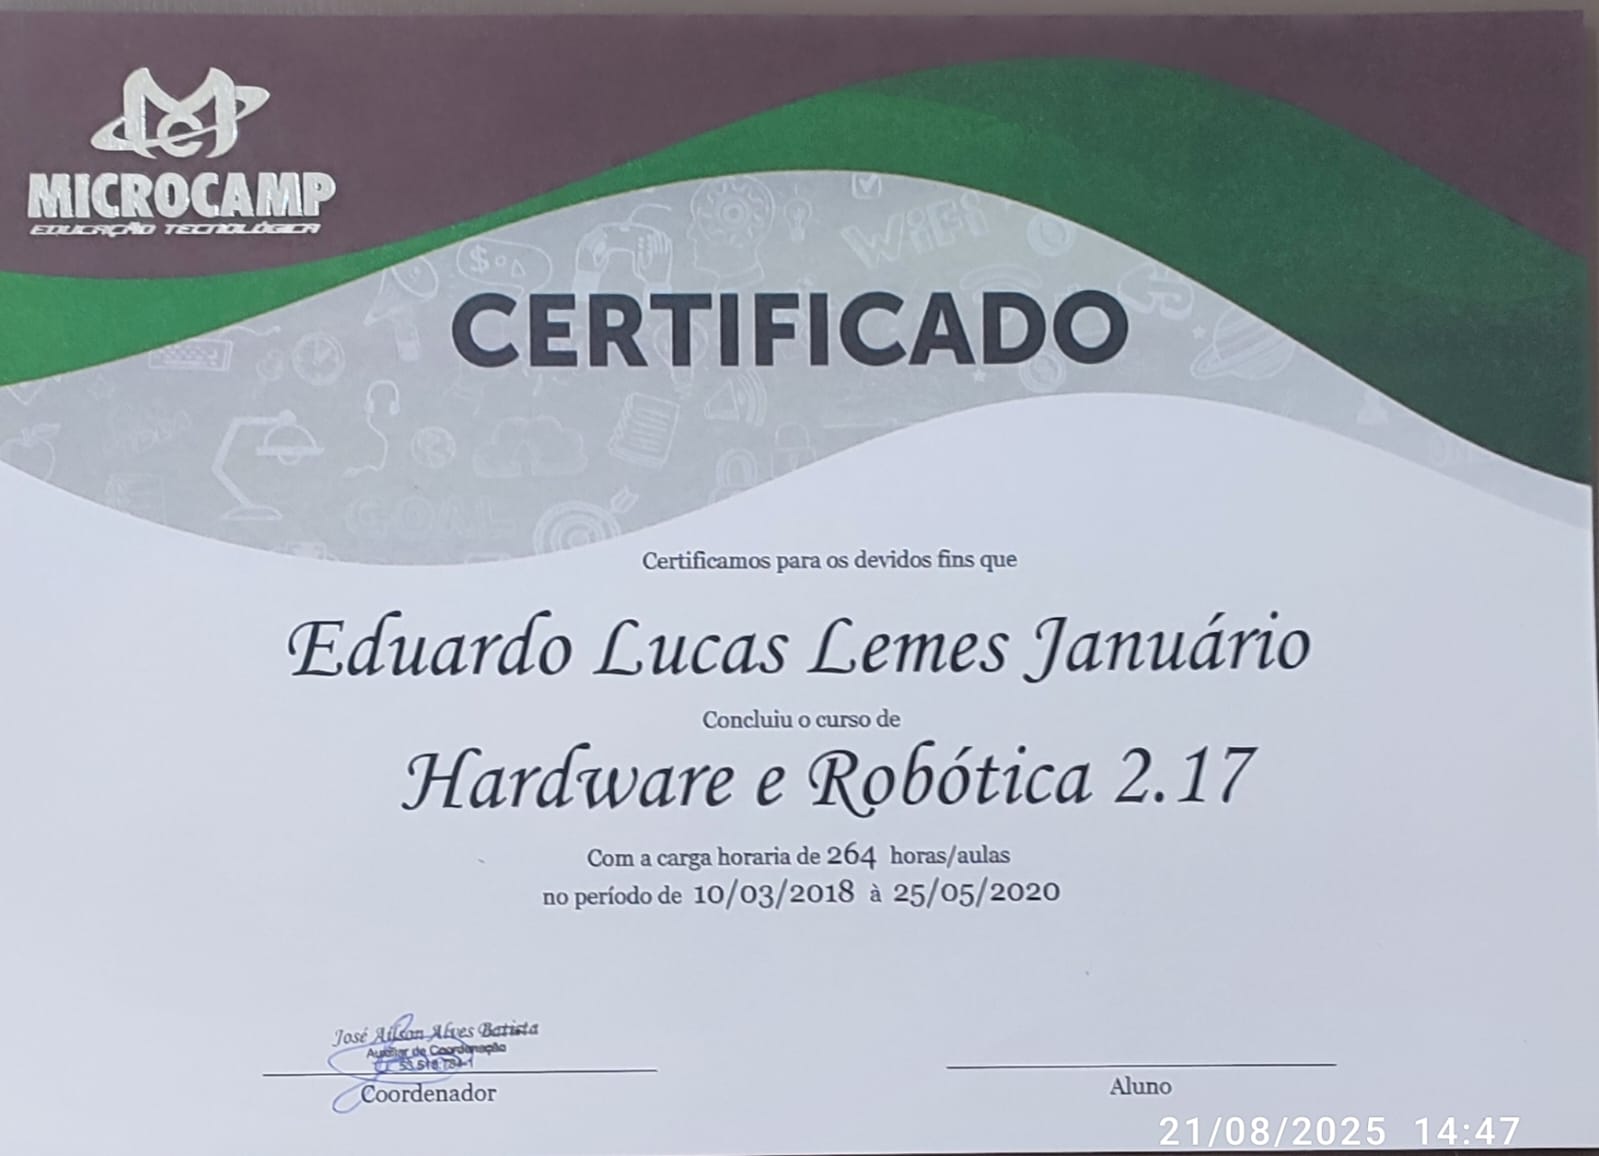 MICROCAMP
EDUCAÇÃO TECNOLÓGICA
WiFi
CERTIFICADO
GOAL
Certificamos para os devidos fins que
Eduardo Lucas Lemes Januário
Concluiu o curso de
Hardware e Robótica 2.17
Com a carga horaria de 264 horas/aulas
no período de 10/03/2018 à 25/05/2020
José Ailson Alves Batista
Auxiliar de Coordenação
Coordenador
Aluno
21/08/2025 14:47